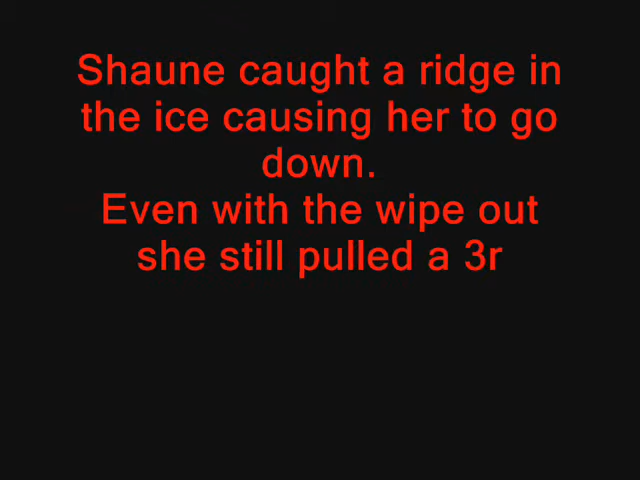 Shaune caught a ridge in
the ice causing her to go
down.
Even with the wipe out
she still pulled a 3r